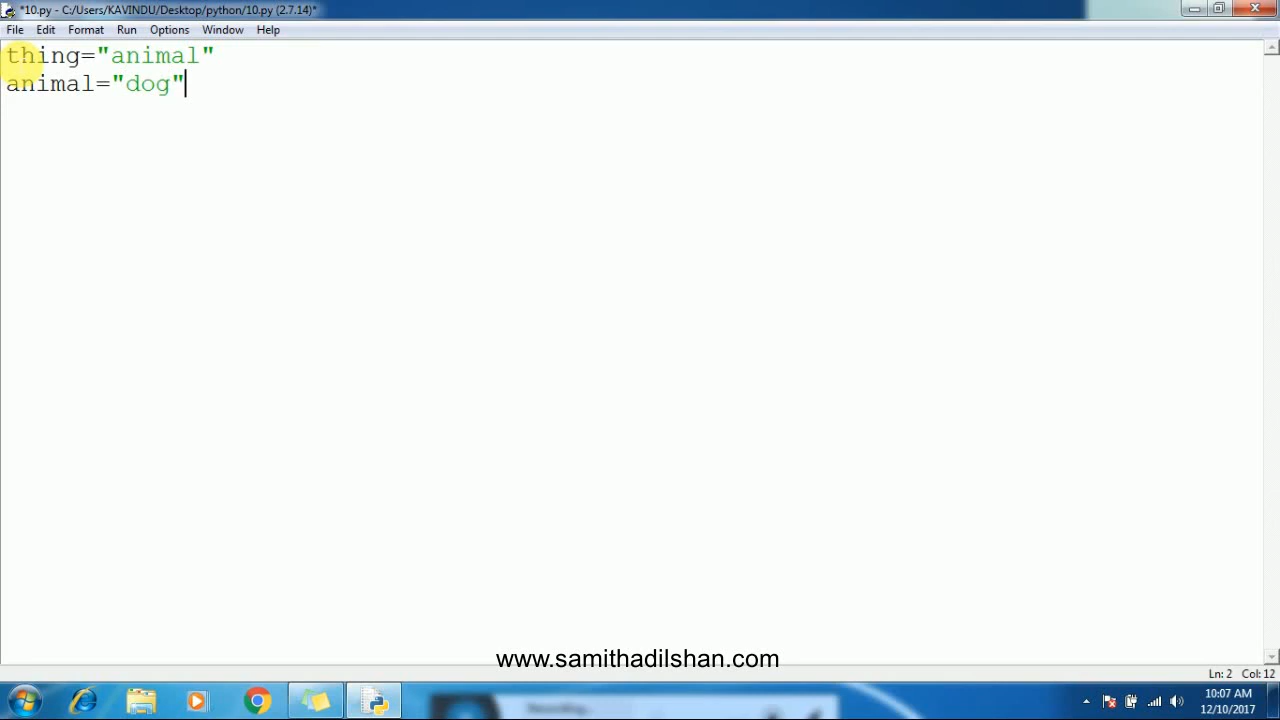 *10.py - C:/Users/KAVINDU/Desktop/python/10.py (2.7.14)*
File Edit Format Run Options Window Help
thing="animal"
animal="dog"
www.samithadilshan.com
Ln: 2 Col: 12
Recording...
10:07 AM
12/10/2017